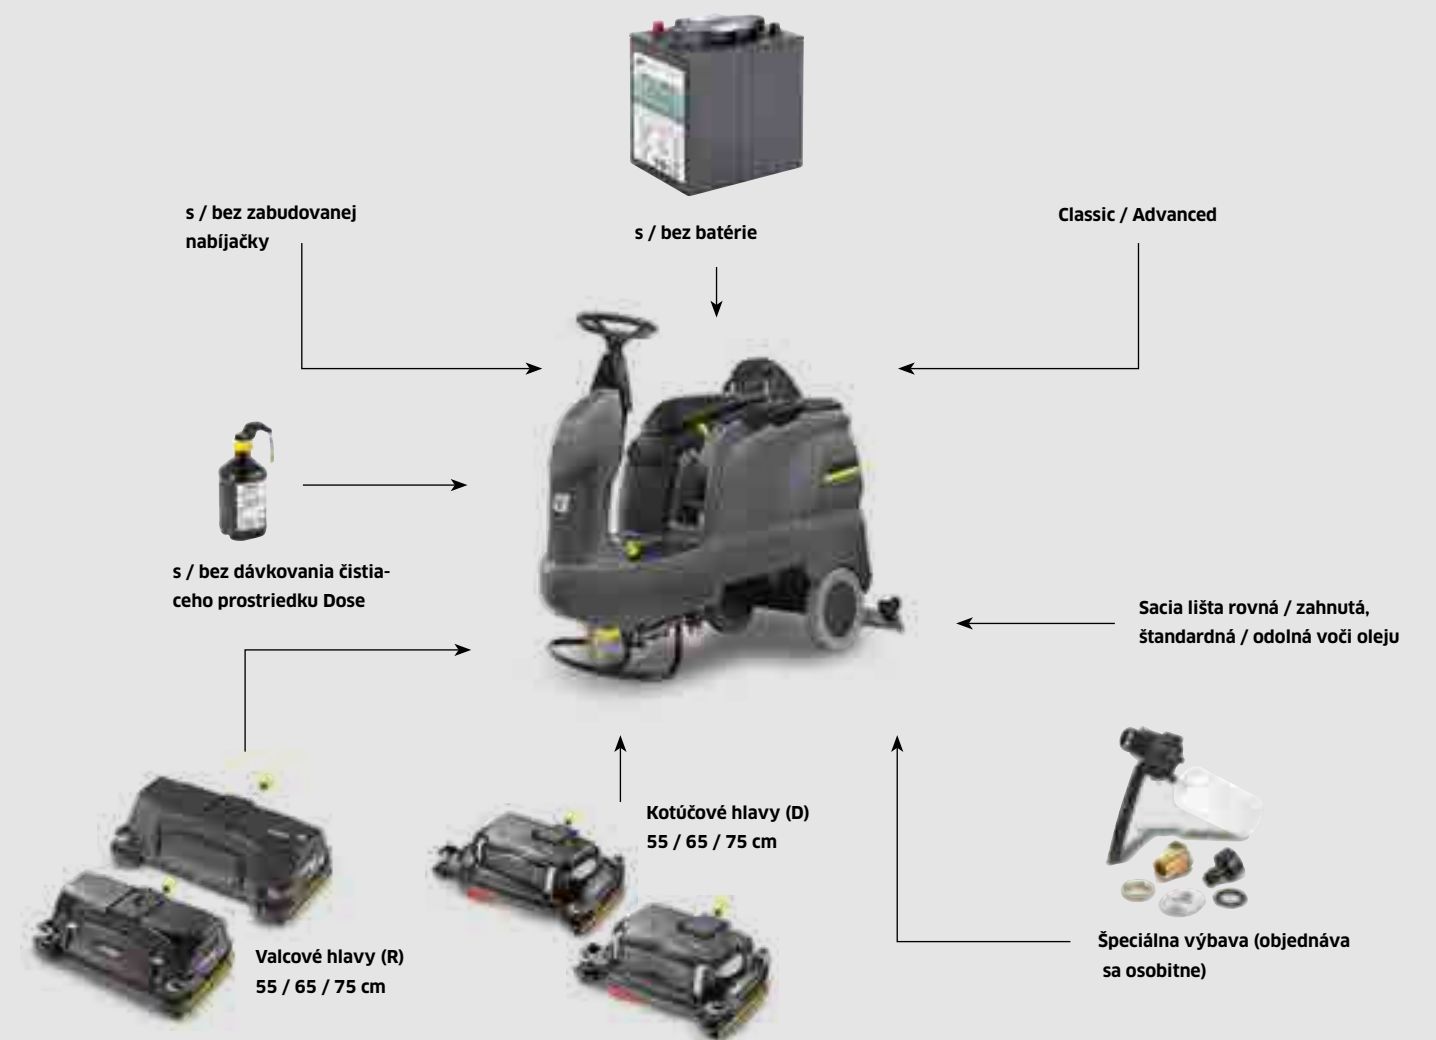 s / bez zabudovanej
nabíjačky
s / bez batérie
Classic / Advanced
s / bez dávkovania čistia-
ceho prostriedku Dose
Sacia lišta rovná / zahnutá,
štandardná / odolná voči oleju
Kotúčové hlavy (D)
55 / 65 / 75 cm
Valcové hlavy (R)
55 / 65 / 75 cm
Špeciálna výbava (objednáva
sa osobitne)